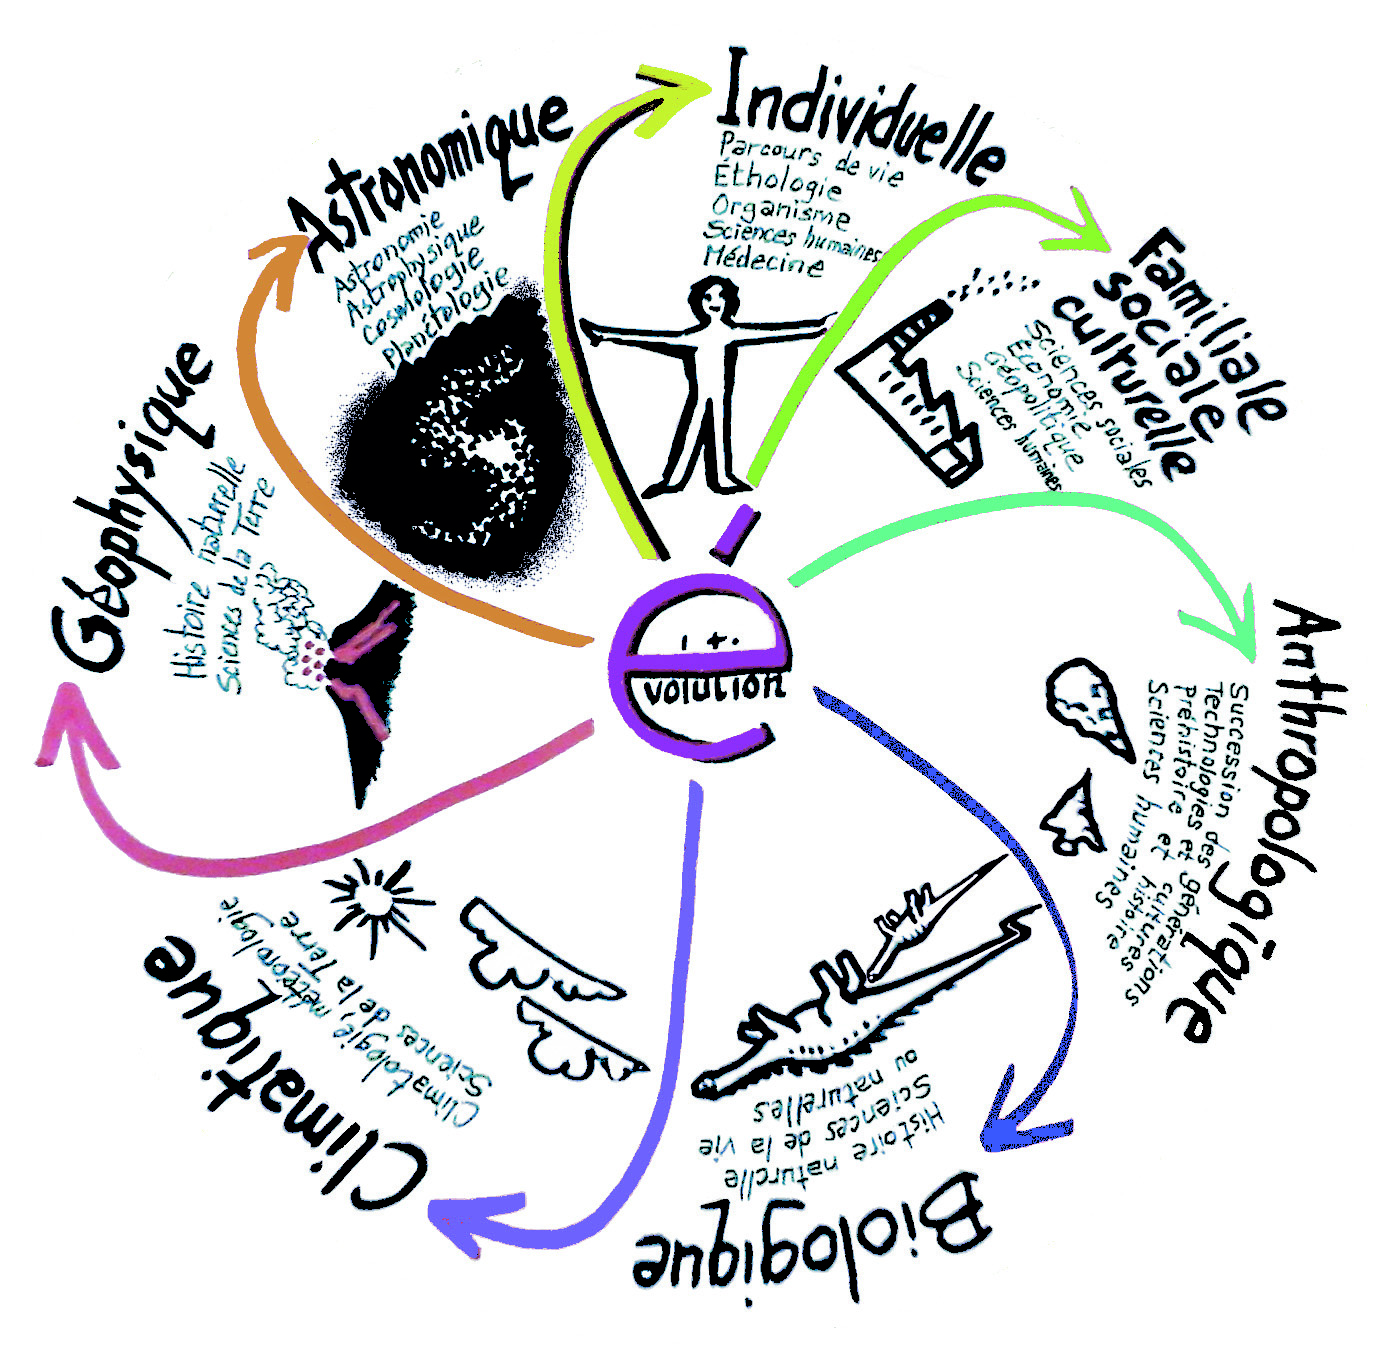 é
volution
Individuelle
Parcours de vie
Éthologie
Organisme
Sciences humaines
Médecine
Familiale
sociale
culturelle
Sciences sociales
Économie
Géopolitique
Sciences humaines
Anthropologique
Succession des générations
Technologies et cultures
Préhistoire et histoire
Sciences humaines
Biologique
Histoire naturelle
Sciences de la vie
ou naturelles
Climatique
Climatologie, météorologie
Sciences de la Terre
Géophysique
Histoire naturelle
Sciences de la Terre
Astronomique
Astronomie
Astrophysique
Cosmologie
Planétologie